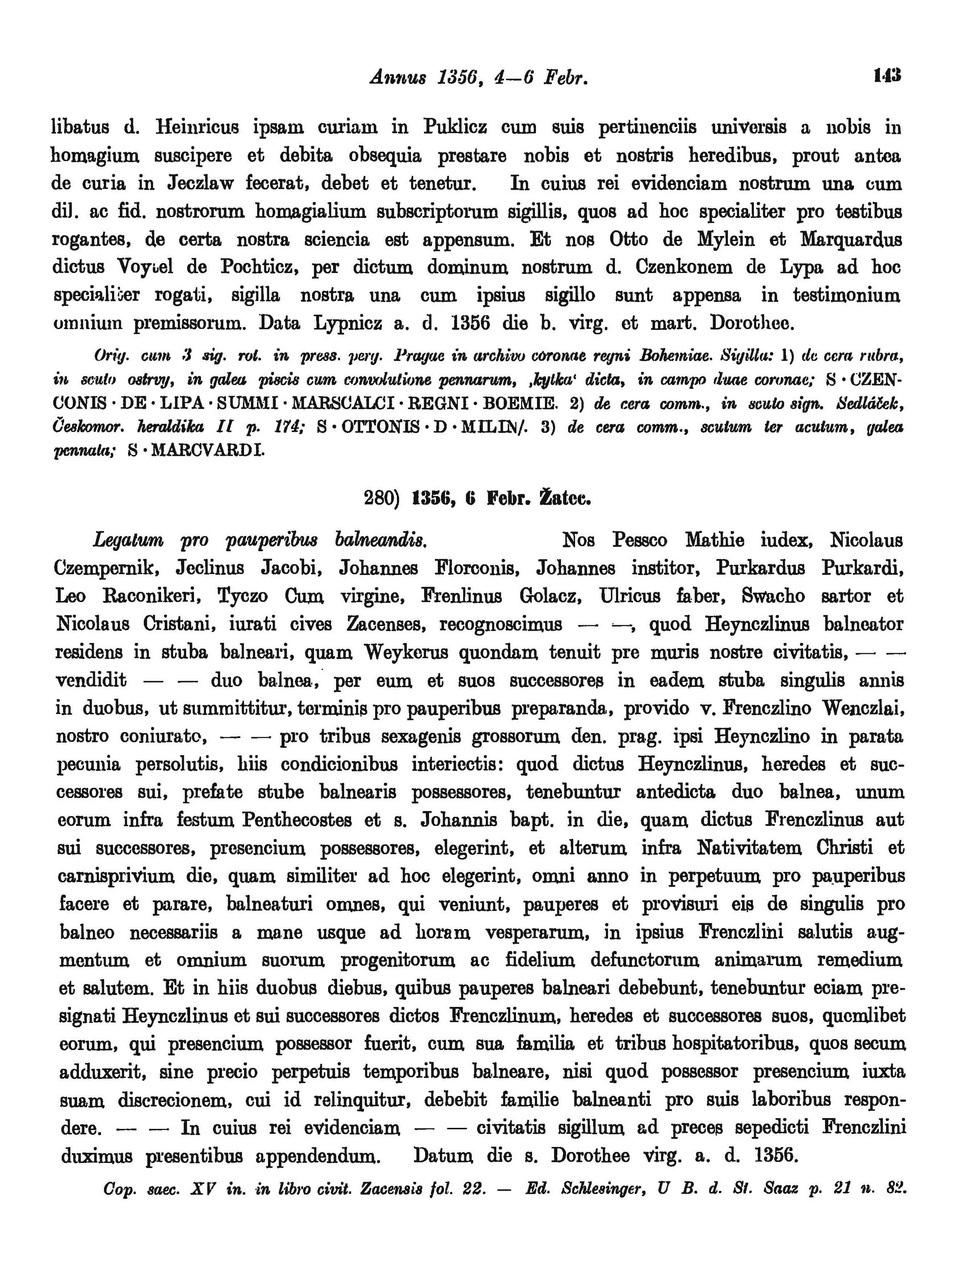 Annus 1356, 4—6 Febr. 143
libatus d. Heinricus ipsam curiam in Puklicz cum suis pertinenciis universis a nobis in
homagium suscipere et debita obsequia prestare nobis et nostris heredibus, prout antea
de curia in Jeczlaw fecerat, debet et tenetur. In cuius rei evidenciam nostrum una cum
dil. ac fid. nostrorum homagialium subscriptorum sigillis, quos ad hoc specialiter pro testibus
rogantes, de certa nostra sciencia est appensum. Et nos Otto de Mylein et Marquardus
dictus Voytel de Pochticz, per dictum dominum nostrum d. Czenkonem de Lypa ad hoc
specialiter rogati, sigilla nostra una cum ipsius sigillo sunt appensa in testimonium
omnium premissorum. Data Lypnicz a. d. 1356 die b. virg. et mart. Dorothee.
Orig. cum 3 sig. rot. in press. perg. Prague in archivo coronae regni Bohemiae. Sigilla: 1) de cera rubra,
in scuto ostrvy, in galea piscis cum convolutione pennarum, ‚kytka‘ dicta, in campo duae coronae; S • CZEN-
CONIS • DE • LIPA • SUMMI • MARSCALCI • REGNI • BOEMIE. 2) de cera comm., in scuto sign. Sedláček,
Českomor. heraldika II p. 174; S • OTTONIS • D • MILIN/. 3) de cera comm., scutum ter acutum, galea
pennata; S • MARCVARDI.
280) 1356, 6 Febr. Žatec.
Legatum pro pauperibus balneandis. Nos Pessco Mathie iudex, Nicolaus
Czempernik, Jeclinus Jacobi, Johannes Florconis, Johannes institor, Purkardus Purkardi,
Leo Raconikeri, Tyczo Cum virgine, Frenlinus Golacz, Ulricus faber, Swacho sartor et
Nicolaus Cristani, iurati cives Zacenses, recognoscimus — —, quod Heynczlinus balneator
residens in stuba balneari, quam Weykerus quondam tenuit pre muris nostre civitatis, — —
vendidit — — duo balnea, per eum et suos successores in eadem stuba singulis annis
in duobus, ut summittitur, terminis pro pauperibus preparanda, provido v. Frenczlino Wenczlai,
nostro coniurato, — — pro tribus sexagenis grossorum den. prag. ipsi Heynczlino in parata
pecunia persolutis, hiis condicionibus interiectis: quod dictus Heynczlinus, heredes et suc-
cessores sui, prefate stube balnearis possessores, tenebuntur antedicta duo balnea, unum
eorum infra festum Penthecostes et s. Johannis bapt. in die, quam dictus Frenczlinus aut
sui successores, presencium possessores, elegerint, et alterum infra Nativitatem Christi et
carnisprivium die, quam similiter ad hoc elegerint, omni anno in perpetuum pro pauperibus
facere et parare, balneaturi omnes, qui veniunt, pauperes et provisuri eis de singulis pro
balneo necessariis a mane usque ad horam vesperarum, in ipsius Frenczlini salutis aug-
mentum et omnium suorum progenitorum ac fidelium defunctorum animarum remedium
et salutem. Et in hiis duobus diebus, quibus pauperes balneari debebunt, tenebuntur eciam pre-
signati Heynczlinus et sui successores dictos Frenczlinum, heredes et successores suos, quemlibet
eorum, qui presencium possessor fuerit, cum sua familia et tribus hospitatoribus, quos secum
adduxerit, sine precio perpetuis temporibus balneare, nisi quod possessor presencium iuxta
suam discrecionem, cui id relinquitur, debebit familie balneanti pro suis laboribus respon-
dere. — — In cuius rei evidenciam — — civitatis sigillum ad preces sepedicti Frenczlini
duximus presentibus appendendum. Datum die s. Dorothee virg. a. d. 1356.
Cop. saec. XV in. in libro civit. Zacensis fol. 22. — Ed. Schlesinger, U B. d. St. Saaz p. 21 n. 82.